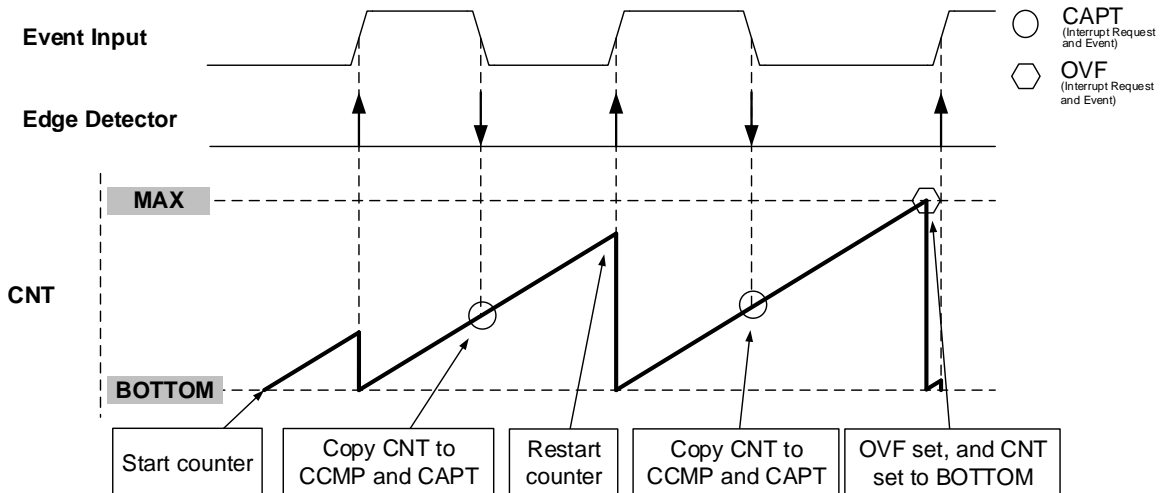 Event Input
CAPT
(Interrupt Request
and Event)
OVF
(Interrupt Request
and Event)
Edge Detector
MAX
CNT
BOTTOM
Start counter
Copy CNT to
CCMP and CAPT
Restart
counter
Copy CNT to
CCMP and CAPT
OVF set, and CNT
set to BOTTOM